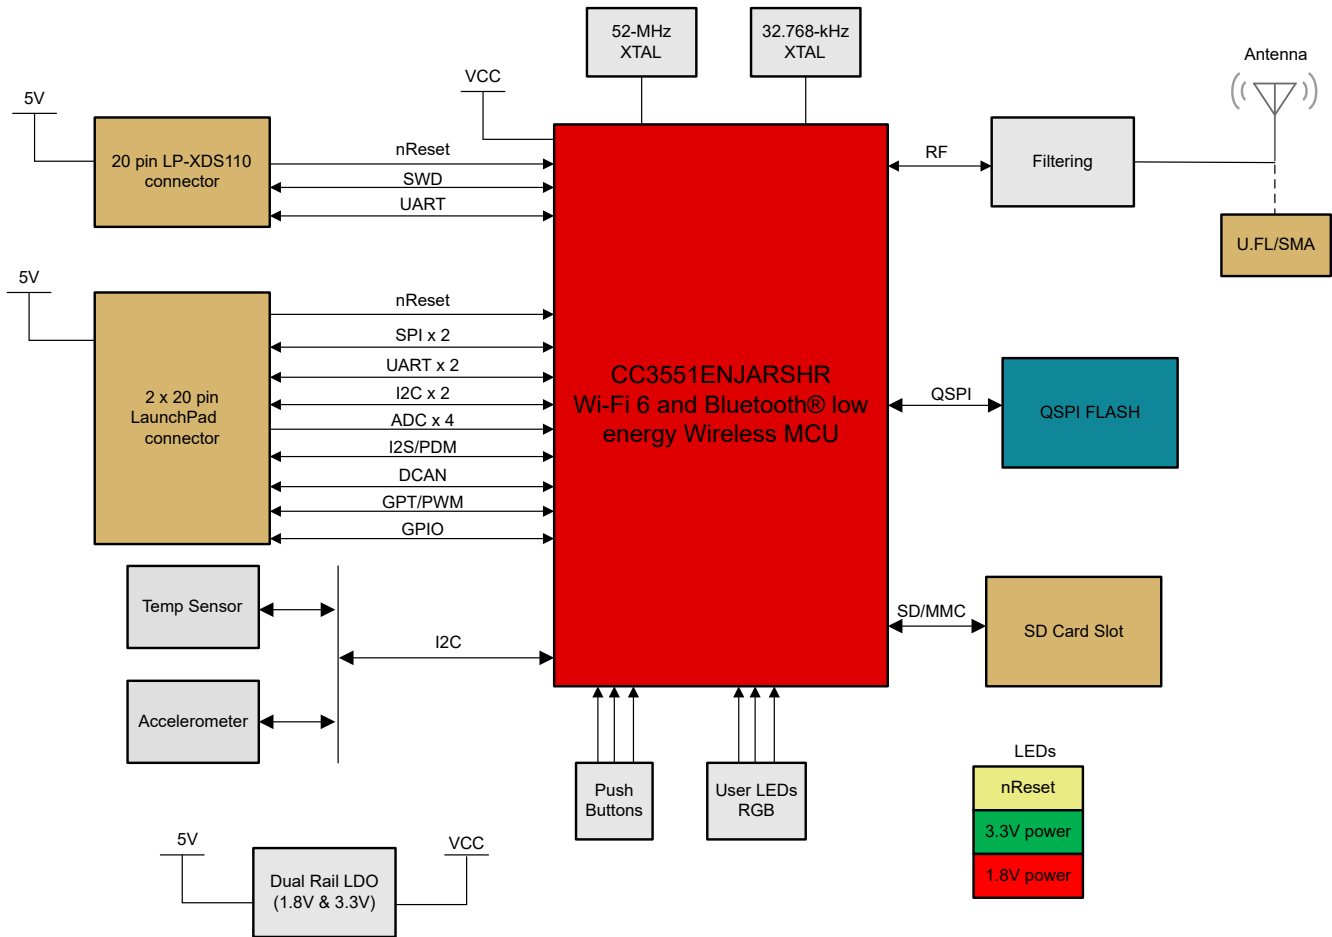 52-MHz
XTAL
32.768-kHz
XTAL
Antenna
VCC
5V
20 pin LP-XDS110
connector
nReset
SWD
UART
RF
Filtering
U.FL/SMA
5V
2 x 20 pin
LaunchPad
connector
nReset
SPI x 2
UART x 2
I2C x 2
ADC x 4
I2S/PDM
DCAN
GPT/PWM
GPIO
CC3551ENJARSHR
Wi-Fi 6 and Bluetooth® low
energy Wireless MCU
QSPI
QSPI FLASH
Temp Sensor
Accelerometer
I2C
SD/MMC
SD Card Slot
Push
Buttons
User LEDs
RGB
LEDs
nReset
3.3V power
1.8V power
5V
Dual Rail LDO
(1.8V & 3.3V)
VCC